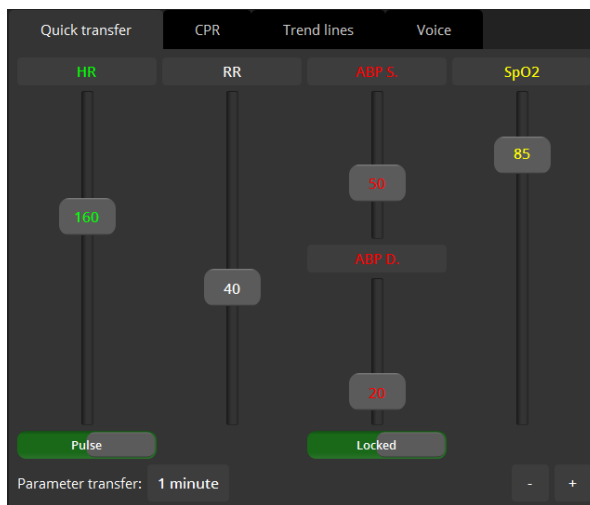 Quick transfer CPR Trend lines Voice
HR RR ABP S. SpO2
85
50
160
ABP D.
40
20
Pulse Locked
Parameter transfer: 1 minute - +